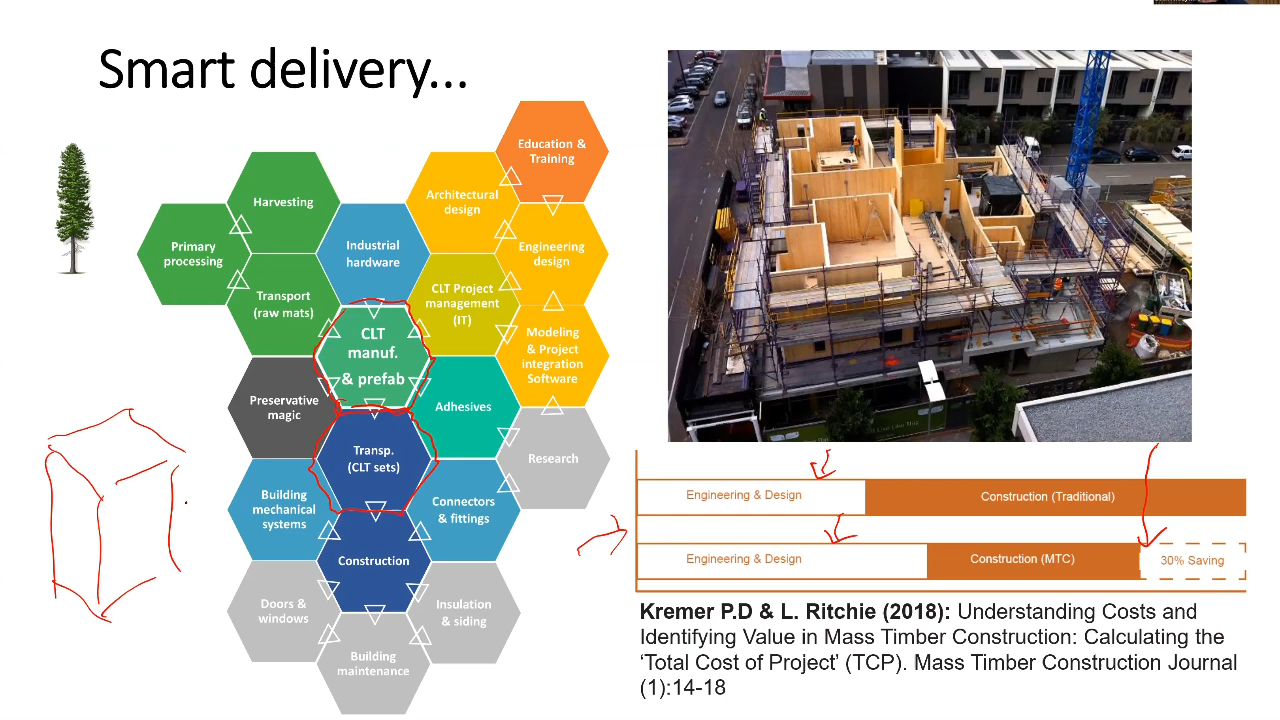 Smart delivery...
Education &
Training
Harvesting
Architectural
design
Primary
processing
Industrial
hardware
Engineering
design
Transport
(raw mats)
CLT Project
management
(IT)
CLT
manuf.
& prefab
Modeling
& Project
integration
Software
Preservative
magic
Adhesives
Transp.
(CLT sets)
Research
Building
mechanical
systems
Connectors
& fittings
Construction
Doors &
windows
Insulation
& siding
Building
maintenance
Engineering & Design
Construction (Traditional)
Engineering & Design
Construction (MTC)
30% Saving
Kremer P.D & L. Ritchie (2018): Understanding Costs and
Identifying Value in Mass Timber Construction: Calculating the
‘Total Cost of Project’ (TCP). Mass Timber Construction Journal
(1):14-18